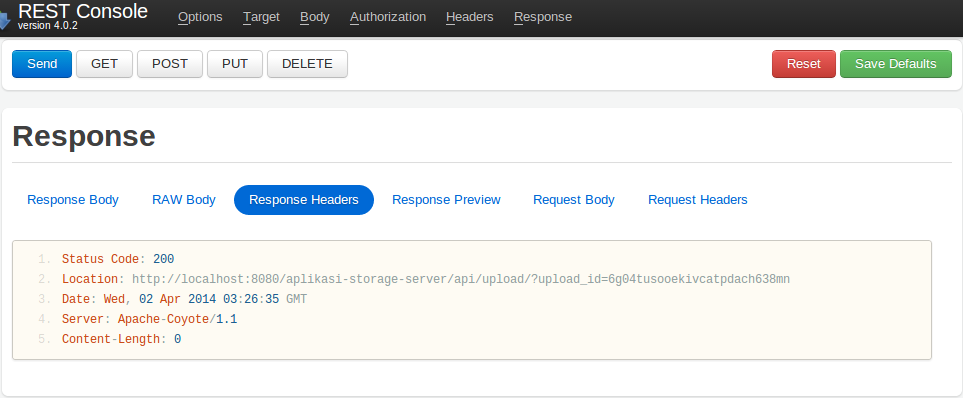 REST Console
version 4.0.2
Options Target Body Authorization Headers Response
Send GET POST PUT DELETE Reset Save Defaults
Response
Response Body RAW Body Response Headers Response Preview Request Body Request Headers
1. Status Code: 200
2. Location: http://localhost:8080/aplikasi-storage-server/api/upload/?upload_id=6g04tusooekivcatpdach638mn
3. Date: Wed, 02 Apr 2014 03:26:35 GMT
4. Server: Apache-Coyote/1.1
5. Content-Length: 0